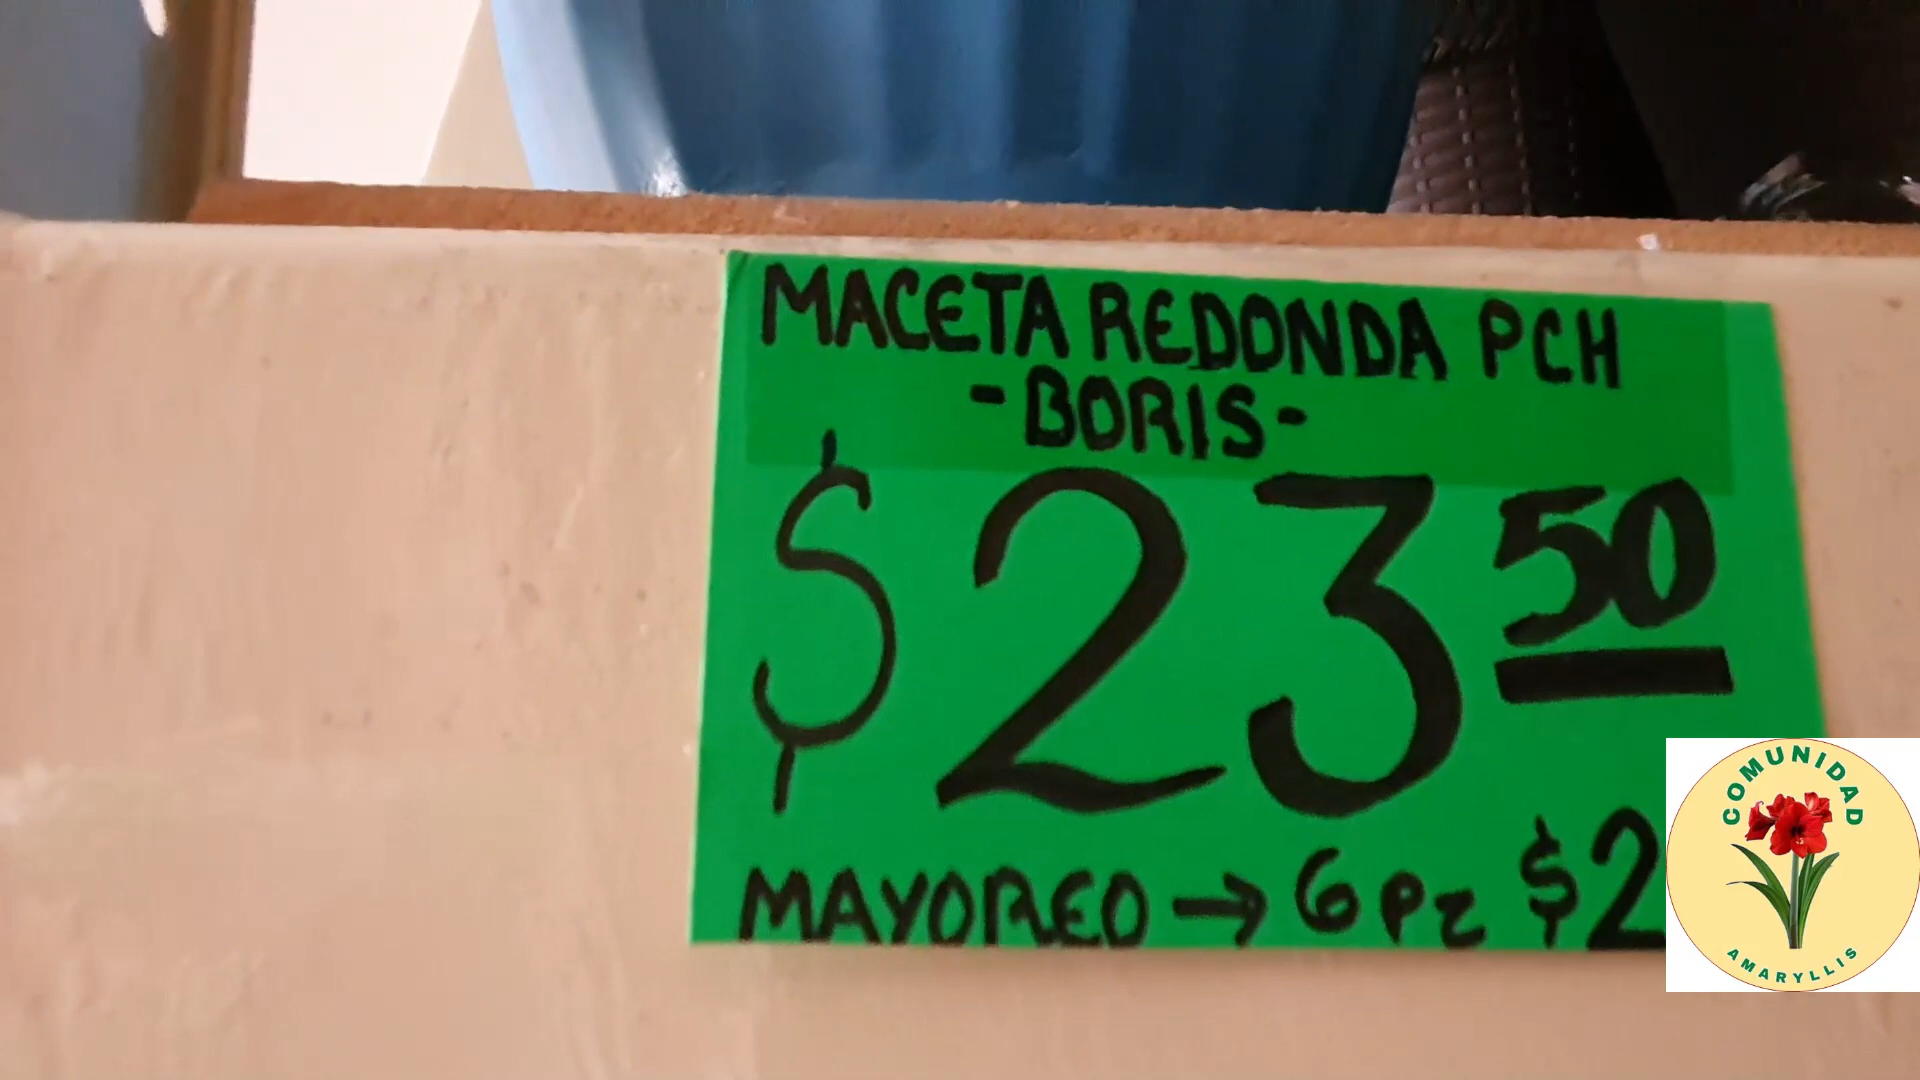 MACETA REDONDA PCH
-BORIS-
$23.50
MAYOREO → 6 Pz $2
COMUNIDAD
AMARYLLIS